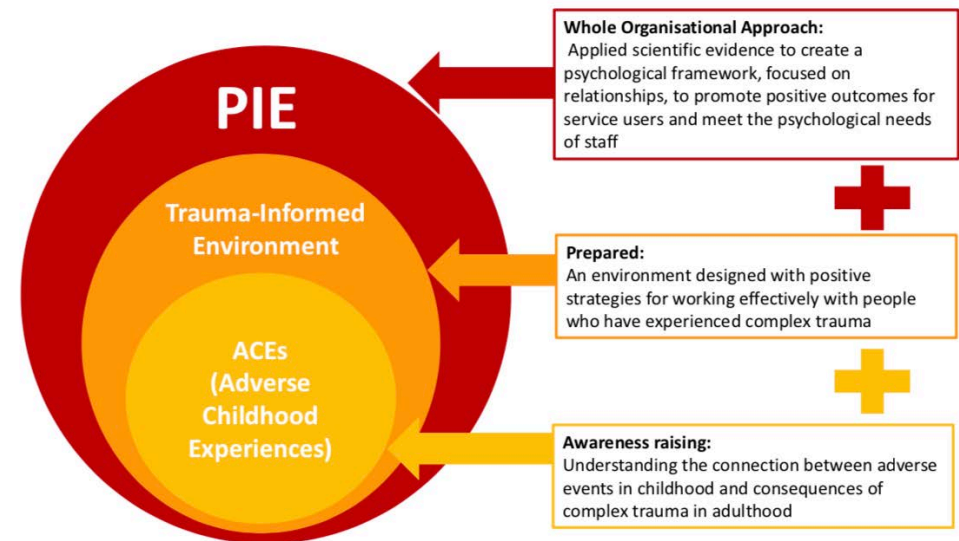 PIE
Trauma-Informed
Environment
ACEs
(Adverse
Childhood
Experiences)
Whole Organisational Approach:
Applied scientific evidence to create a
psychological framework, focused on
relationships, to promote positive outcomes for
service users and meet the psychological needs
of staff
Prepared:
An environment designed with positive
strategies for working effectively with people
who have experienced complex trauma
Awareness raising:
Understanding the connection between adverse
events in childhood and consequences of
complex trauma in adulthood